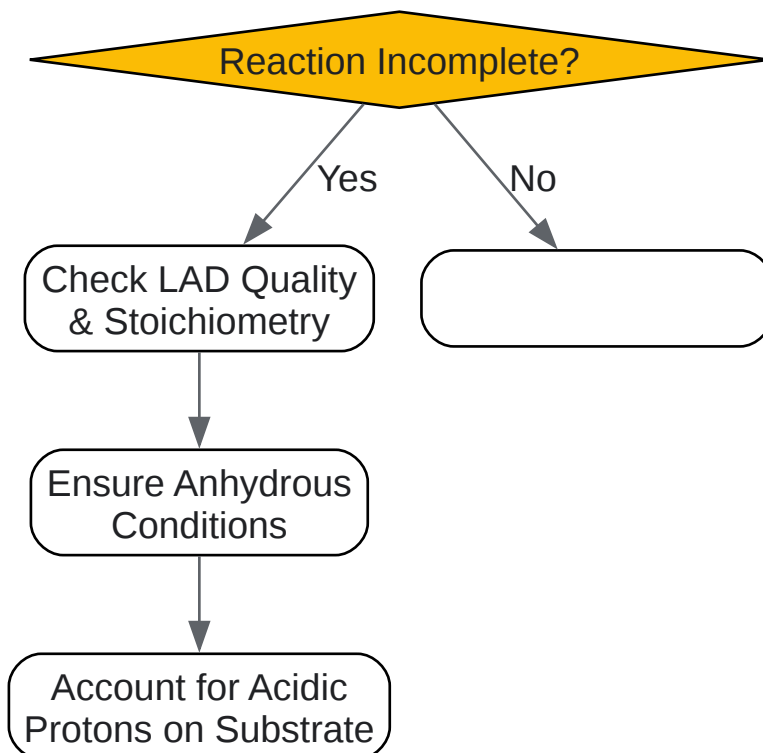 Reaction Incomplete?
Yes
No
Check LAD Quality
& Stoichiometry
Ensure Anhydrous
Conditions
Account for Acidic
Protons on Substrate